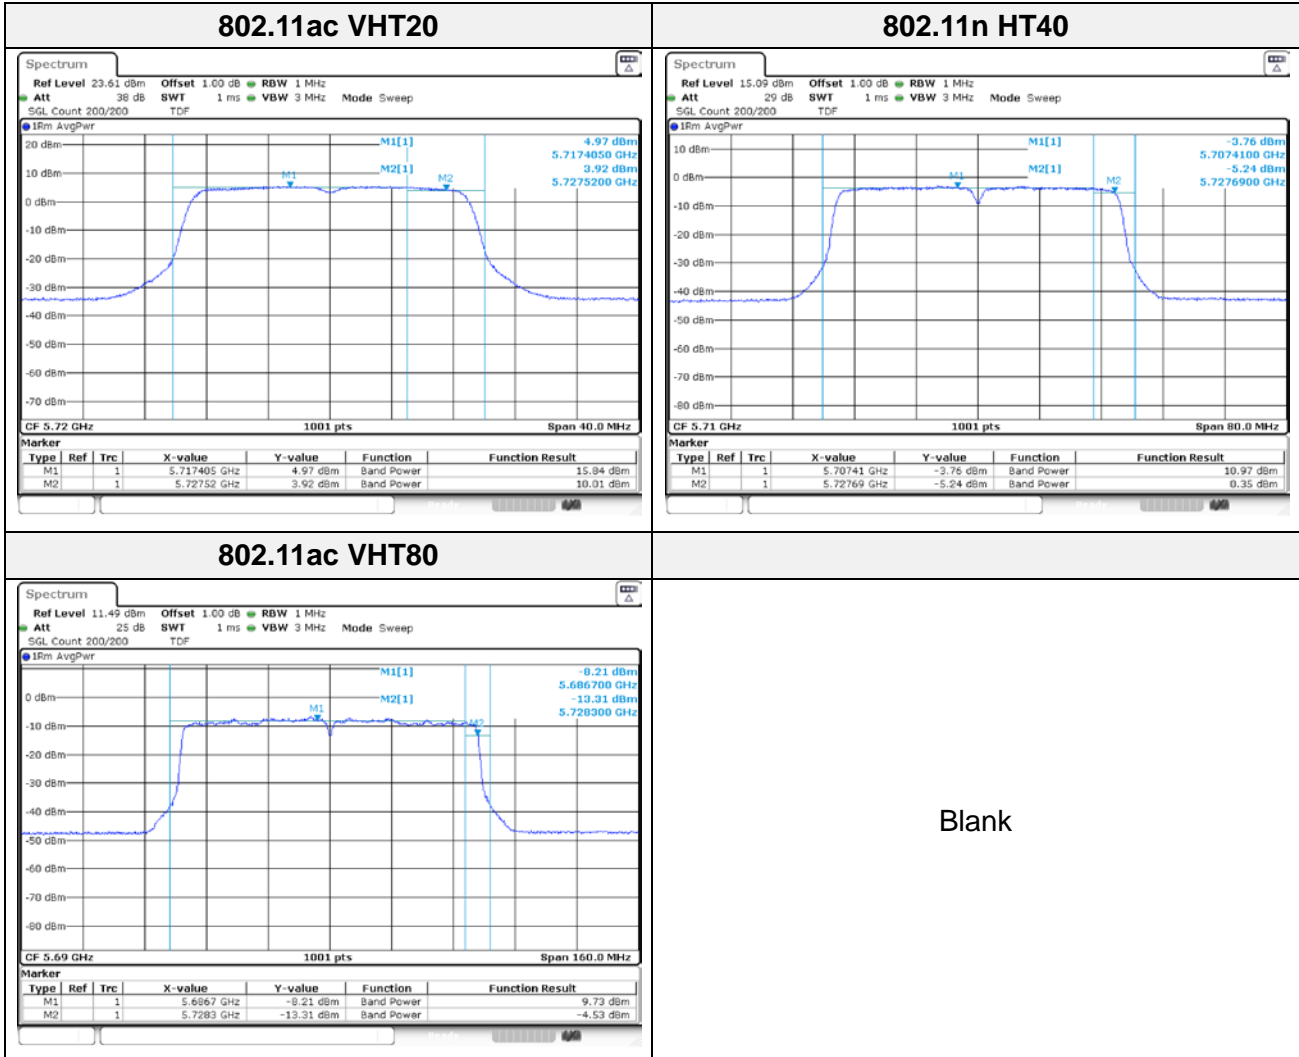 802.11ac VHT20
802.11n HT40
Spectrum
Ref Level 23.61 dBm Offset 1.00 dB RBW 1 MHz
Att 38 dB SWT 1 ms VBW 3 MHz Mode Sweep
SGL Count 200/200 TDF
1Rm AvgPwr
M1[1] 4.97 dBm
5.7174050 GHz
M2[1] 3.92 dBm
5.7275200 GHz
M1
M2
20 dBm
10 dBm
0 dBm
-10 dBm
-20 dBm
-30 dBm
-40 dBm
-50 dBm
-60 dBm
-70 dBm
CF 5.72 GHz 1001 pts Span 40.0 MHz
Marker
Type Ref Trc X-value Y-value Function Function Result
M1 1 5.717405 GHz 4.97 dBm Band Power 15.84 dBm
M2 1 5.72752 GHz 3.92 dBm Band Power 10.01 dBm
Spectrum
Ref Level 15.09 dBm Offset 1.00 dB RBW 1 MHz
Att 29 dB SWT 1 ms VBW 3 MHz Mode Sweep
SGL Count 200/200 TDF
1Rm AvgPwr
M1[1] -3.76 dBm
5.7074100 GHz
M2[1] -5.24 dBm
5.7276900 GHz
M1
M2
10 dBm
0 dBm
-10 dBm
-20 dBm
-30 dBm
-40 dBm
-50 dBm
-60 dBm
-70 dBm
-80 dBm
CF 5.71 GHz 1001 pts Span 80.0 MHz
Marker
Type Ref Trc X-value Y-value Function Function Result
M1 1 5.70741 GHz -3.76 dBm Band Power 10.97 dBm
M2 1 5.72769 GHz -5.24 dBm Band Power 0.35 dBm
802.11ac VHT80
Spectrum
Ref Level 11.49 dBm Offset 1.00 dB RBW 1 MHz
Att 25 dB SWT 1 ms VBW 3 MHz Mode Sweep
SGL Count 200/200 TDF
1Rm AvgPwr
M1[1] -8.21 dBm
5.686700 GHz
M2[1] -13.31 dBm
5.728300 GHz
M1
M2
0 dBm
-10 dBm
-20 dBm
-30 dBm
-40 dBm
-50 dBm
-60 dBm
-70 dBm
-80 dBm
CF 5.69 GHz 1001 pts Span 160.0 MHz
Marker
Type Ref Trc X-value Y-value Function Function Result
M1 1 5.6867 GHz -8.21 dBm Band Power 9.73 dBm
M2 1 5.7283 GHz -13.31 dBm Band Power -4.53 dBm
Blank